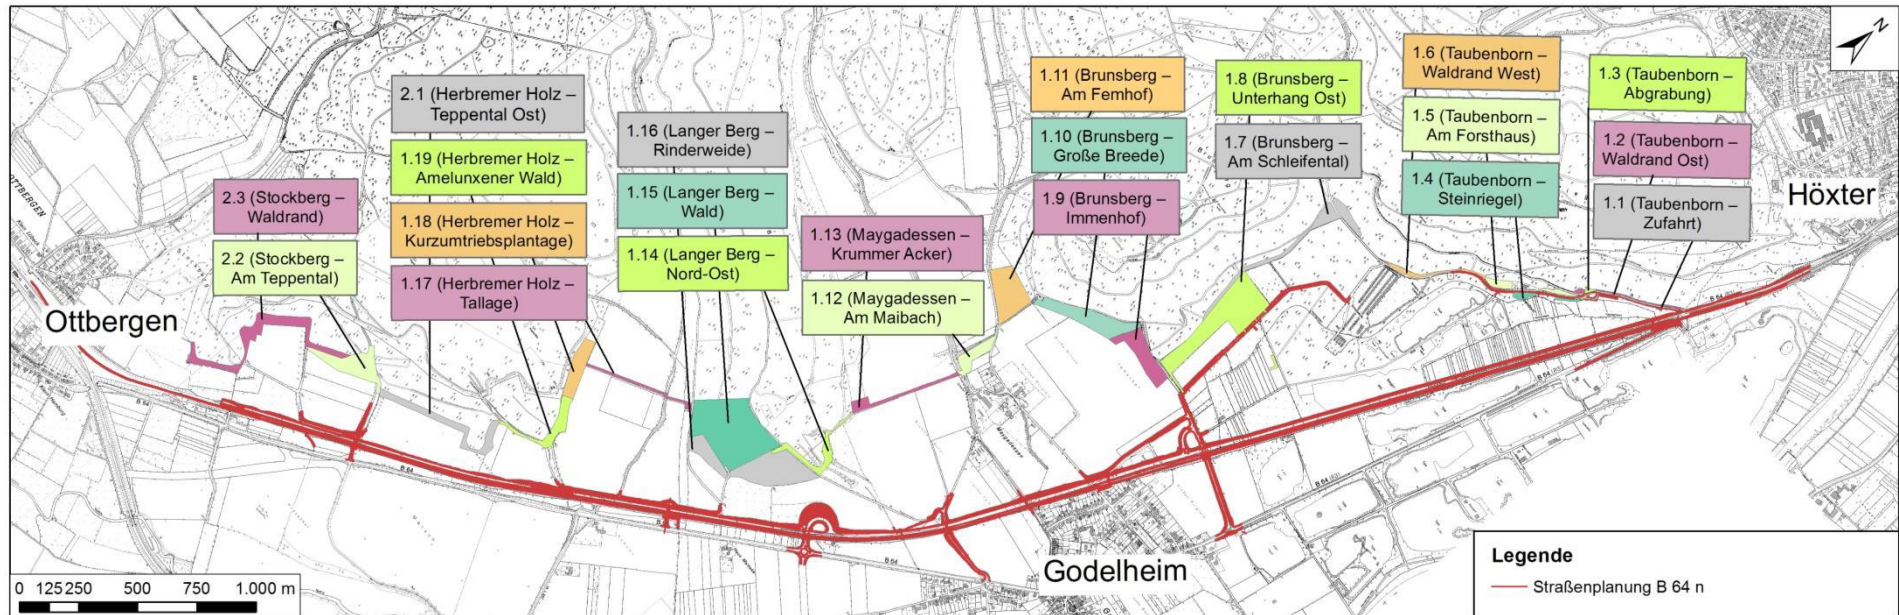 2.3 (Stockberg –
Waldrand)
2.2 (Stockberg –
Am Teppental)
2.1 (Herbremer Holz –
Teppental Ost)
1.19 (Herbremer Holz –
Amelunxener Wald)
1.18 (Herbremer Holz –
Kurzumtriebsplantage)
1.17 (Herbremer Holz –
Tallage)
1.16 (Langer Berg –
Rinderweide)
1.15 (Langer Berg –
Wald)
1.14 (Langer Berg –
Nord-Ost)
1.13 (Maygadessen –
Krummer Acker)
1.12 (Maygadessen –
Am Maibach)
1.11 (Brunsberg –
Am Femhof)
1.10 (Brunsberg –
Große Breede)
1.9 (Brunsberg –
Immenhof)
1.8 (Brunsberg –
Unterhang Ost)
1.7 (Brunsberg –
Am Schleifental)
1.6 (Taubenborn –
Waldrand West)
1.5 (Taubenborn –
Am Forsthaus)
1.4 (Taubenborn –
Steinriegel)
1.3 (Taubenborn –
Abgrabung)
1.2 (Taubenborn –
Waldrand Ost)
1.1 (Taubenborn –
Zufahrt)
Höxter
OTTBERGEN
Ottbergen
Godelheim
B 64
B 64
B 64
B 64
B 64
Legende
Straßenplanung B 64 n
0 125 250 500 750 1.000 m